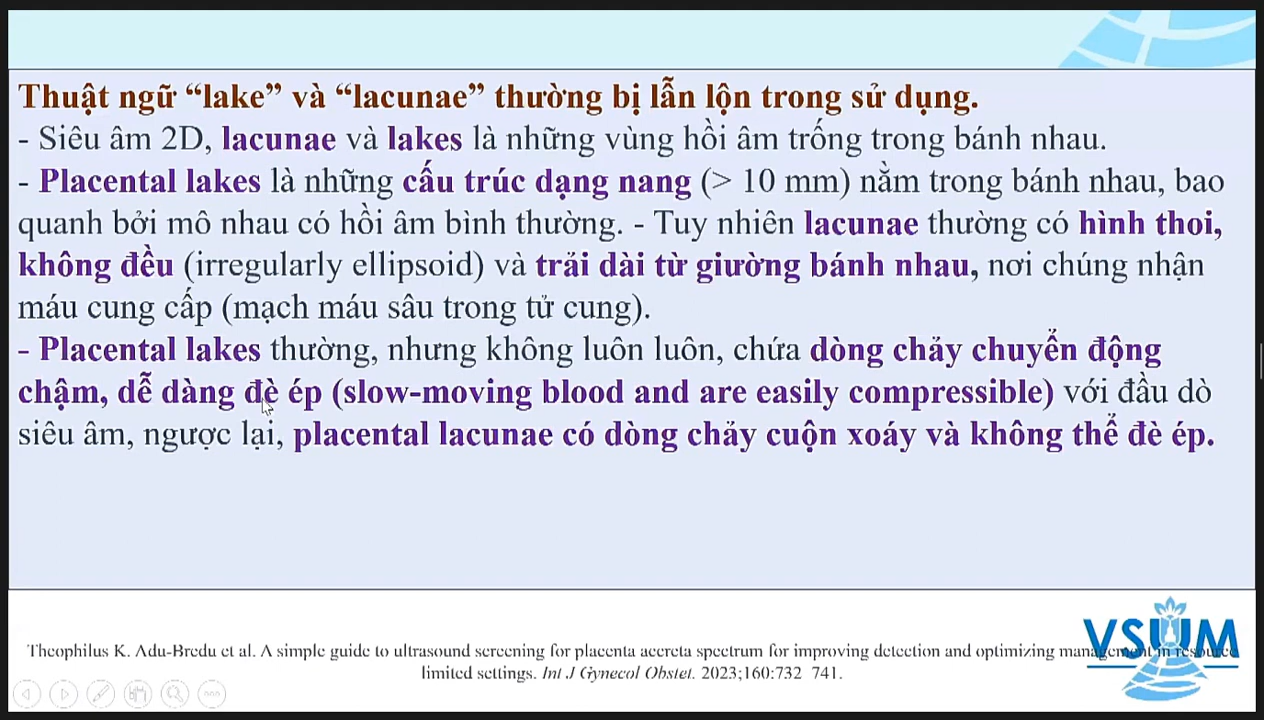 Thuật ngữ “lake” và “lacunae” thường bị lẫn lộn trong sử dụng.
- Siêu âm 2D, lacunae và lakes là những vùng hồi âm trống trong bánh nhau.
- Placental lakes là những cấu trúc dạng nang (> 10 mm) nằm trong bánh nhau, bao
quanh bởi mô nhau có hồi âm bình thường. - Tuy nhiên lacunae thường có hình thoi,
không đều (irregularly ellipsoid) và trải dài từ giường bánh nhau, nơi chúng nhận
máu cung cấp (mạch máu sâu trong tử cung).
- Placental lakes thường, nhưng không luôn luôn, chứa dòng chảy chuyển động
chậm, dễ dàng đè ép (slow-moving blood and are easily compressible) với đầu dò
siêu âm, ngược lại, placental lacunae có dòng chảy cuộn xoáy và không thể đè ép.
VSUM
Theophilus K. Adu-Bredu et al. A simple guide to ultrasound screening for placenta accreta spectrum for improving detection and optimizing management in resource
limited settings. Int J Gynecol Obstet. 2023;160:732 741.